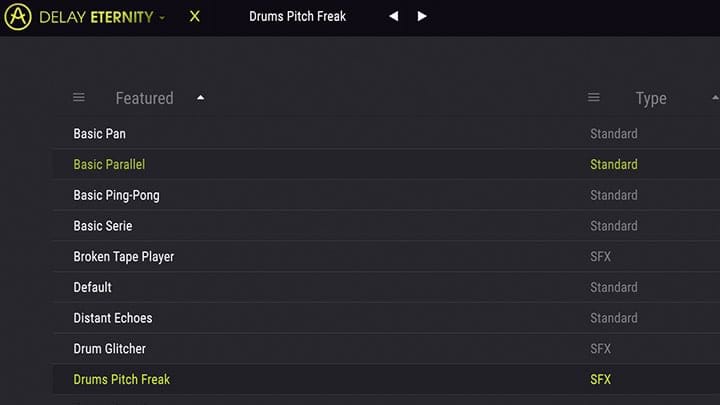 DELAY ETERNITY X Drums Pitch Freak
Featured Type
Basic Pan Standard
Basic Parallel Standard
Basic Ping-Pong Standard
Basic Serie Standard
Broken Tape Player SFX
Default Standard
Distant Echoes Standard
Drum Glitcher SFX
Drums Pitch Freak SFX